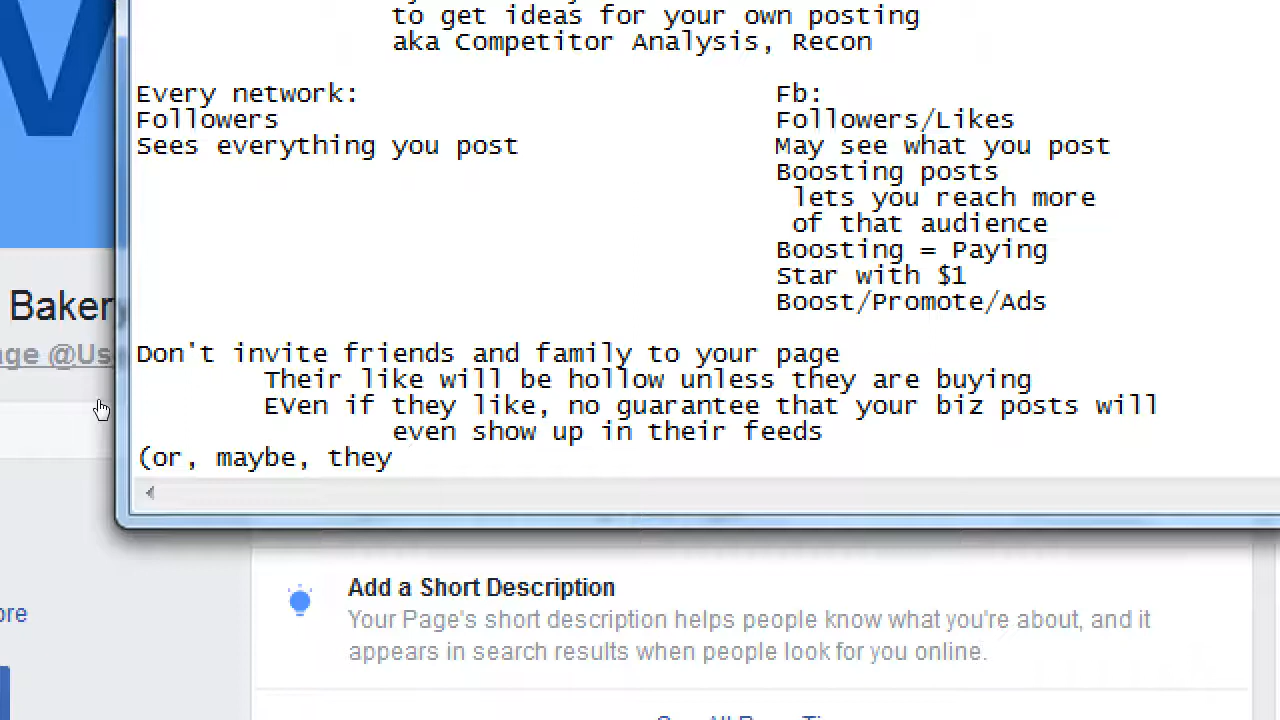 to get ideas for your own posting
aka Competitor Analysis, Recon
Every network:
Followers
Sees everything you post
Fb:
Followers/Likes
May see what you post
Boosting posts
lets you reach more
of that audience
Boosting = Paying
Star with $1
Boost/Promote/Ads
Don't invite friends and family to your page
Their like will be hollow unless they are buying
EVen if they like, no guarantee that your biz posts will
even show up in their feeds
(or, maybe, they
Add a Short Description
Your Page's short description helps people know what you're about, and it
appears in search results when people look for you online.